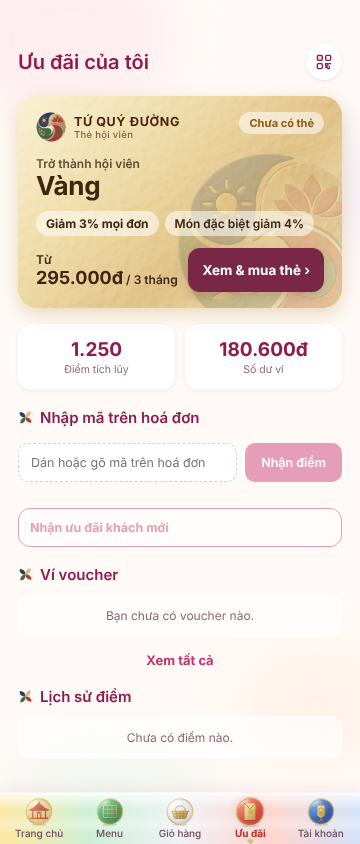 Ưu đãi của tôi
TỨ QUÝ ĐƯỜNG
Thẻ hội viên
Chưa có thẻ
Trở thành hội viên
Vàng
Giảm 3% mọi đơn
Món đặc biệt giảm 4%
Từ
295.000đ / 3 tháng
Xem & mua thẻ ›
1.250
Điểm tích lũy
180.600đ
Số dư ví
Nhập mã trên hoá đơn
Dán hoặc gõ mã trên hoá đơn
Nhận điểm
Nhận ưu đãi khách mới
Ví voucher
Bạn chưa có voucher nào.
Xem tất cả
Lịch sử điểm
Chưa có điểm nào.
Trang chủ
Menu
Giỏ hàng
Ưu đãi
Tài khoản